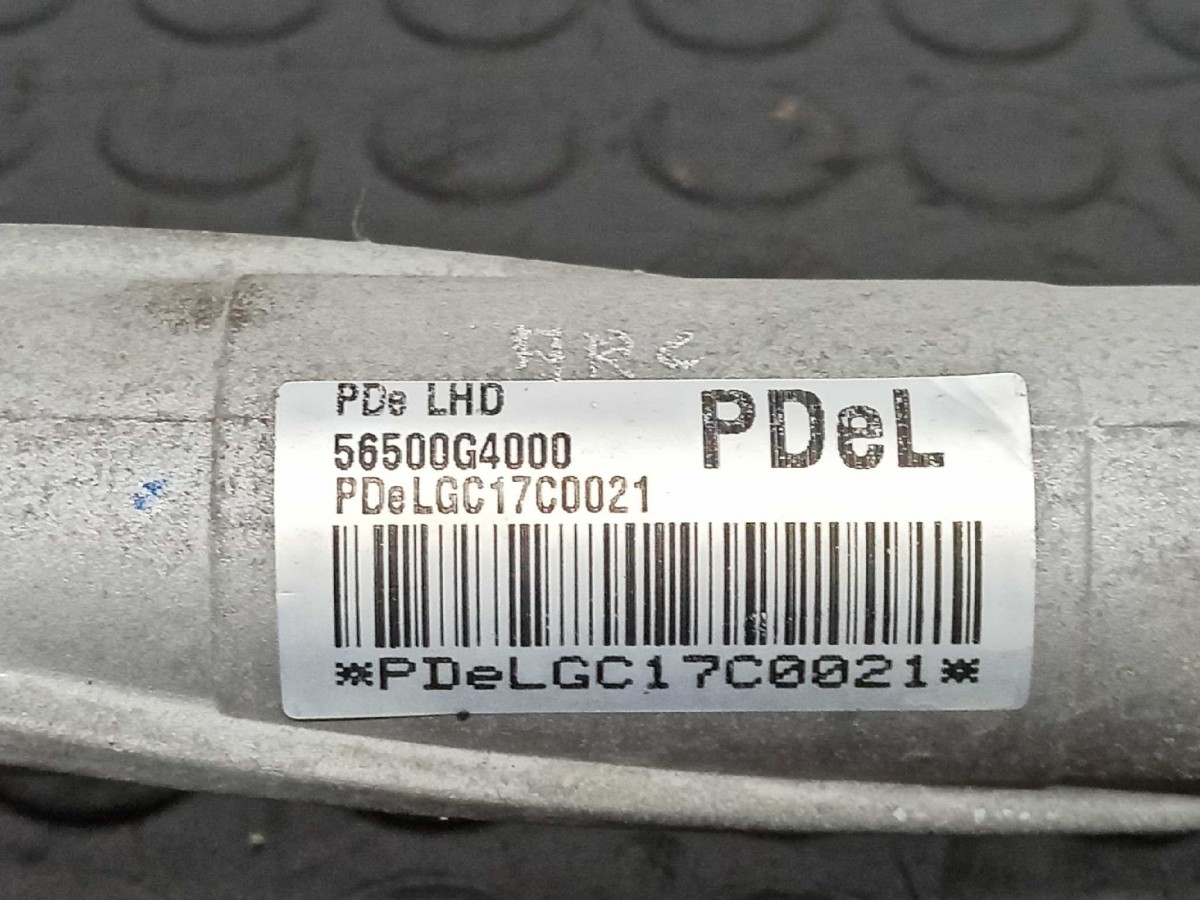 PDe LHD
PDeL
56500G4000
PDeLGC17C0021
*PDeLGC17C0021*